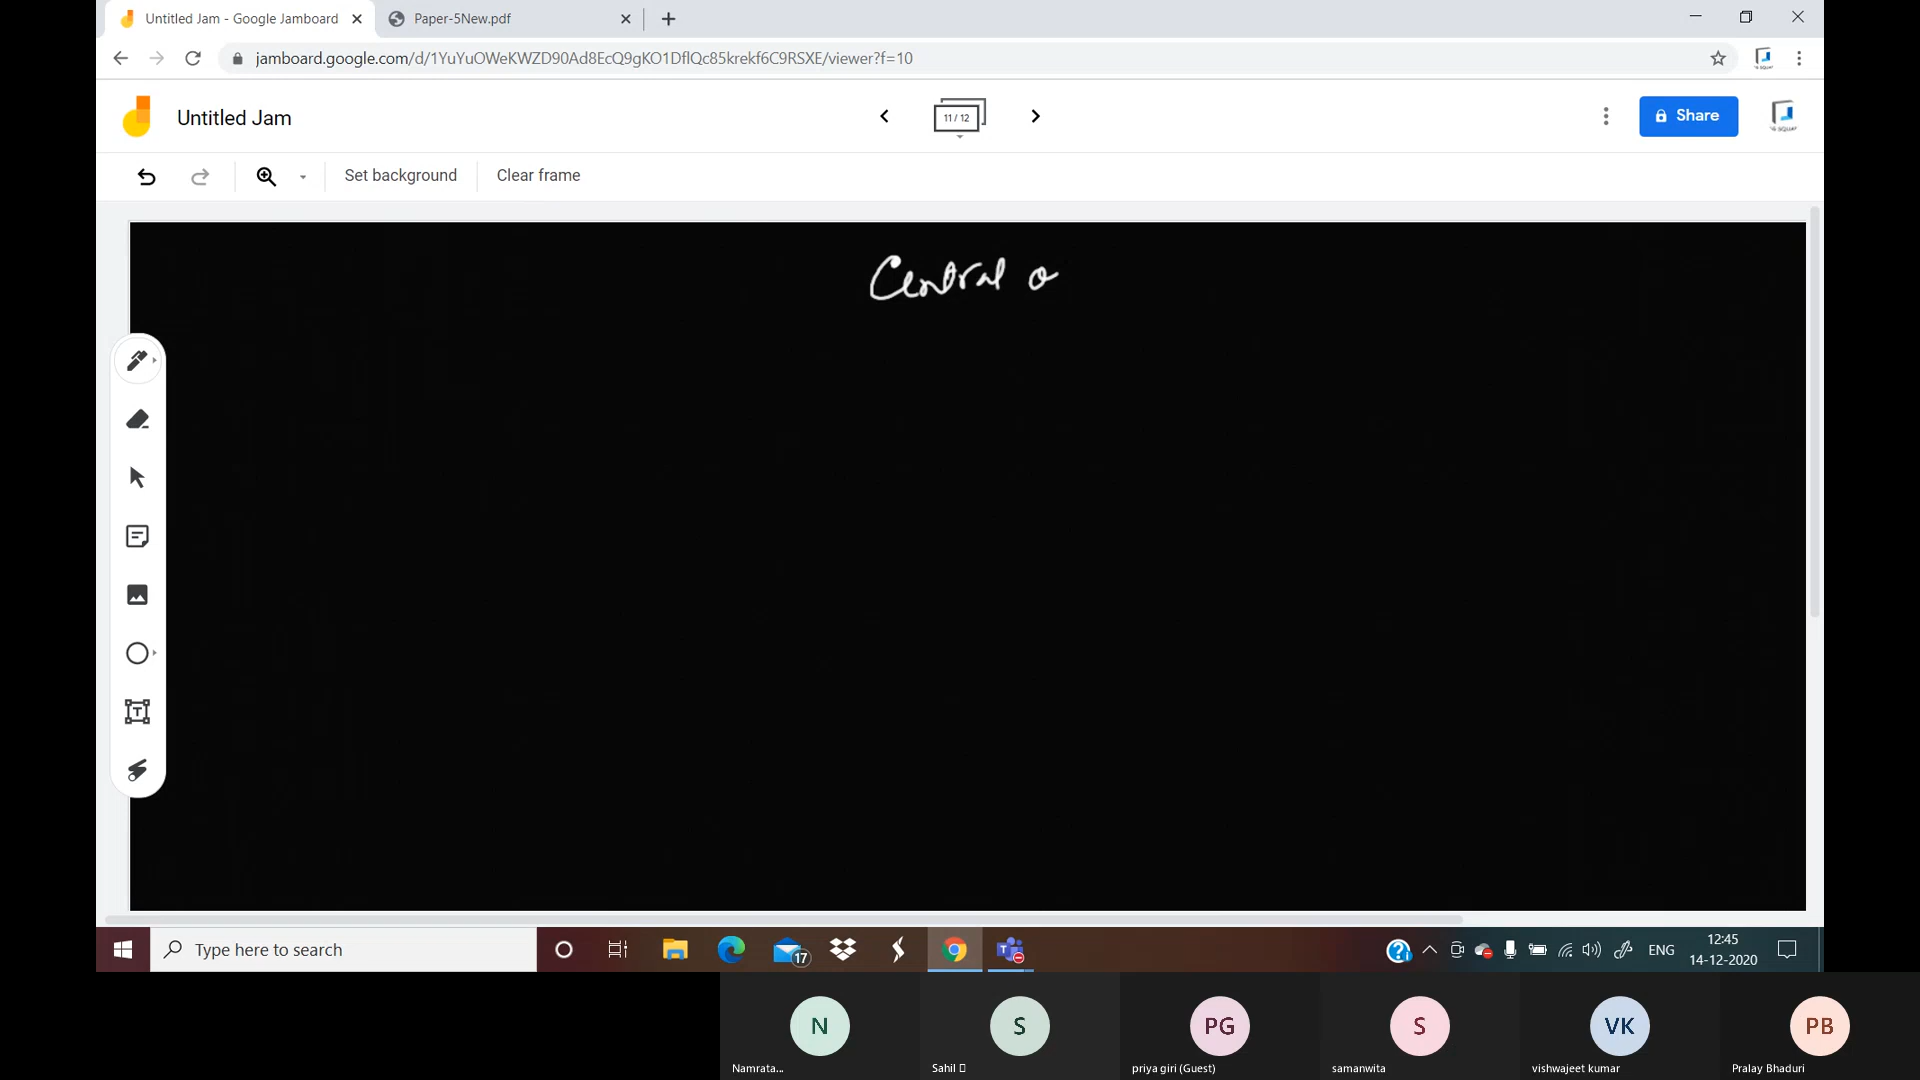 Untitled Jam - Google Jamboard
Paper-5New.pdf
jamboard.google.com/d/1YuYuOWeKWZD90Ad8EcQ9gKO1DflQc85krekf6C9RSXE/viewer?f=10
Untitled Jam
11 / 12
Share
Set background
Clear frame
Central o
Type here to search
17
ENG
12:45
14-12-2020
N
S
PG
S
VK
PB
Namrata...
Sahil
priya giri (Guest)
samanwita
vishwajeet kumar
Pralay Bhaduri